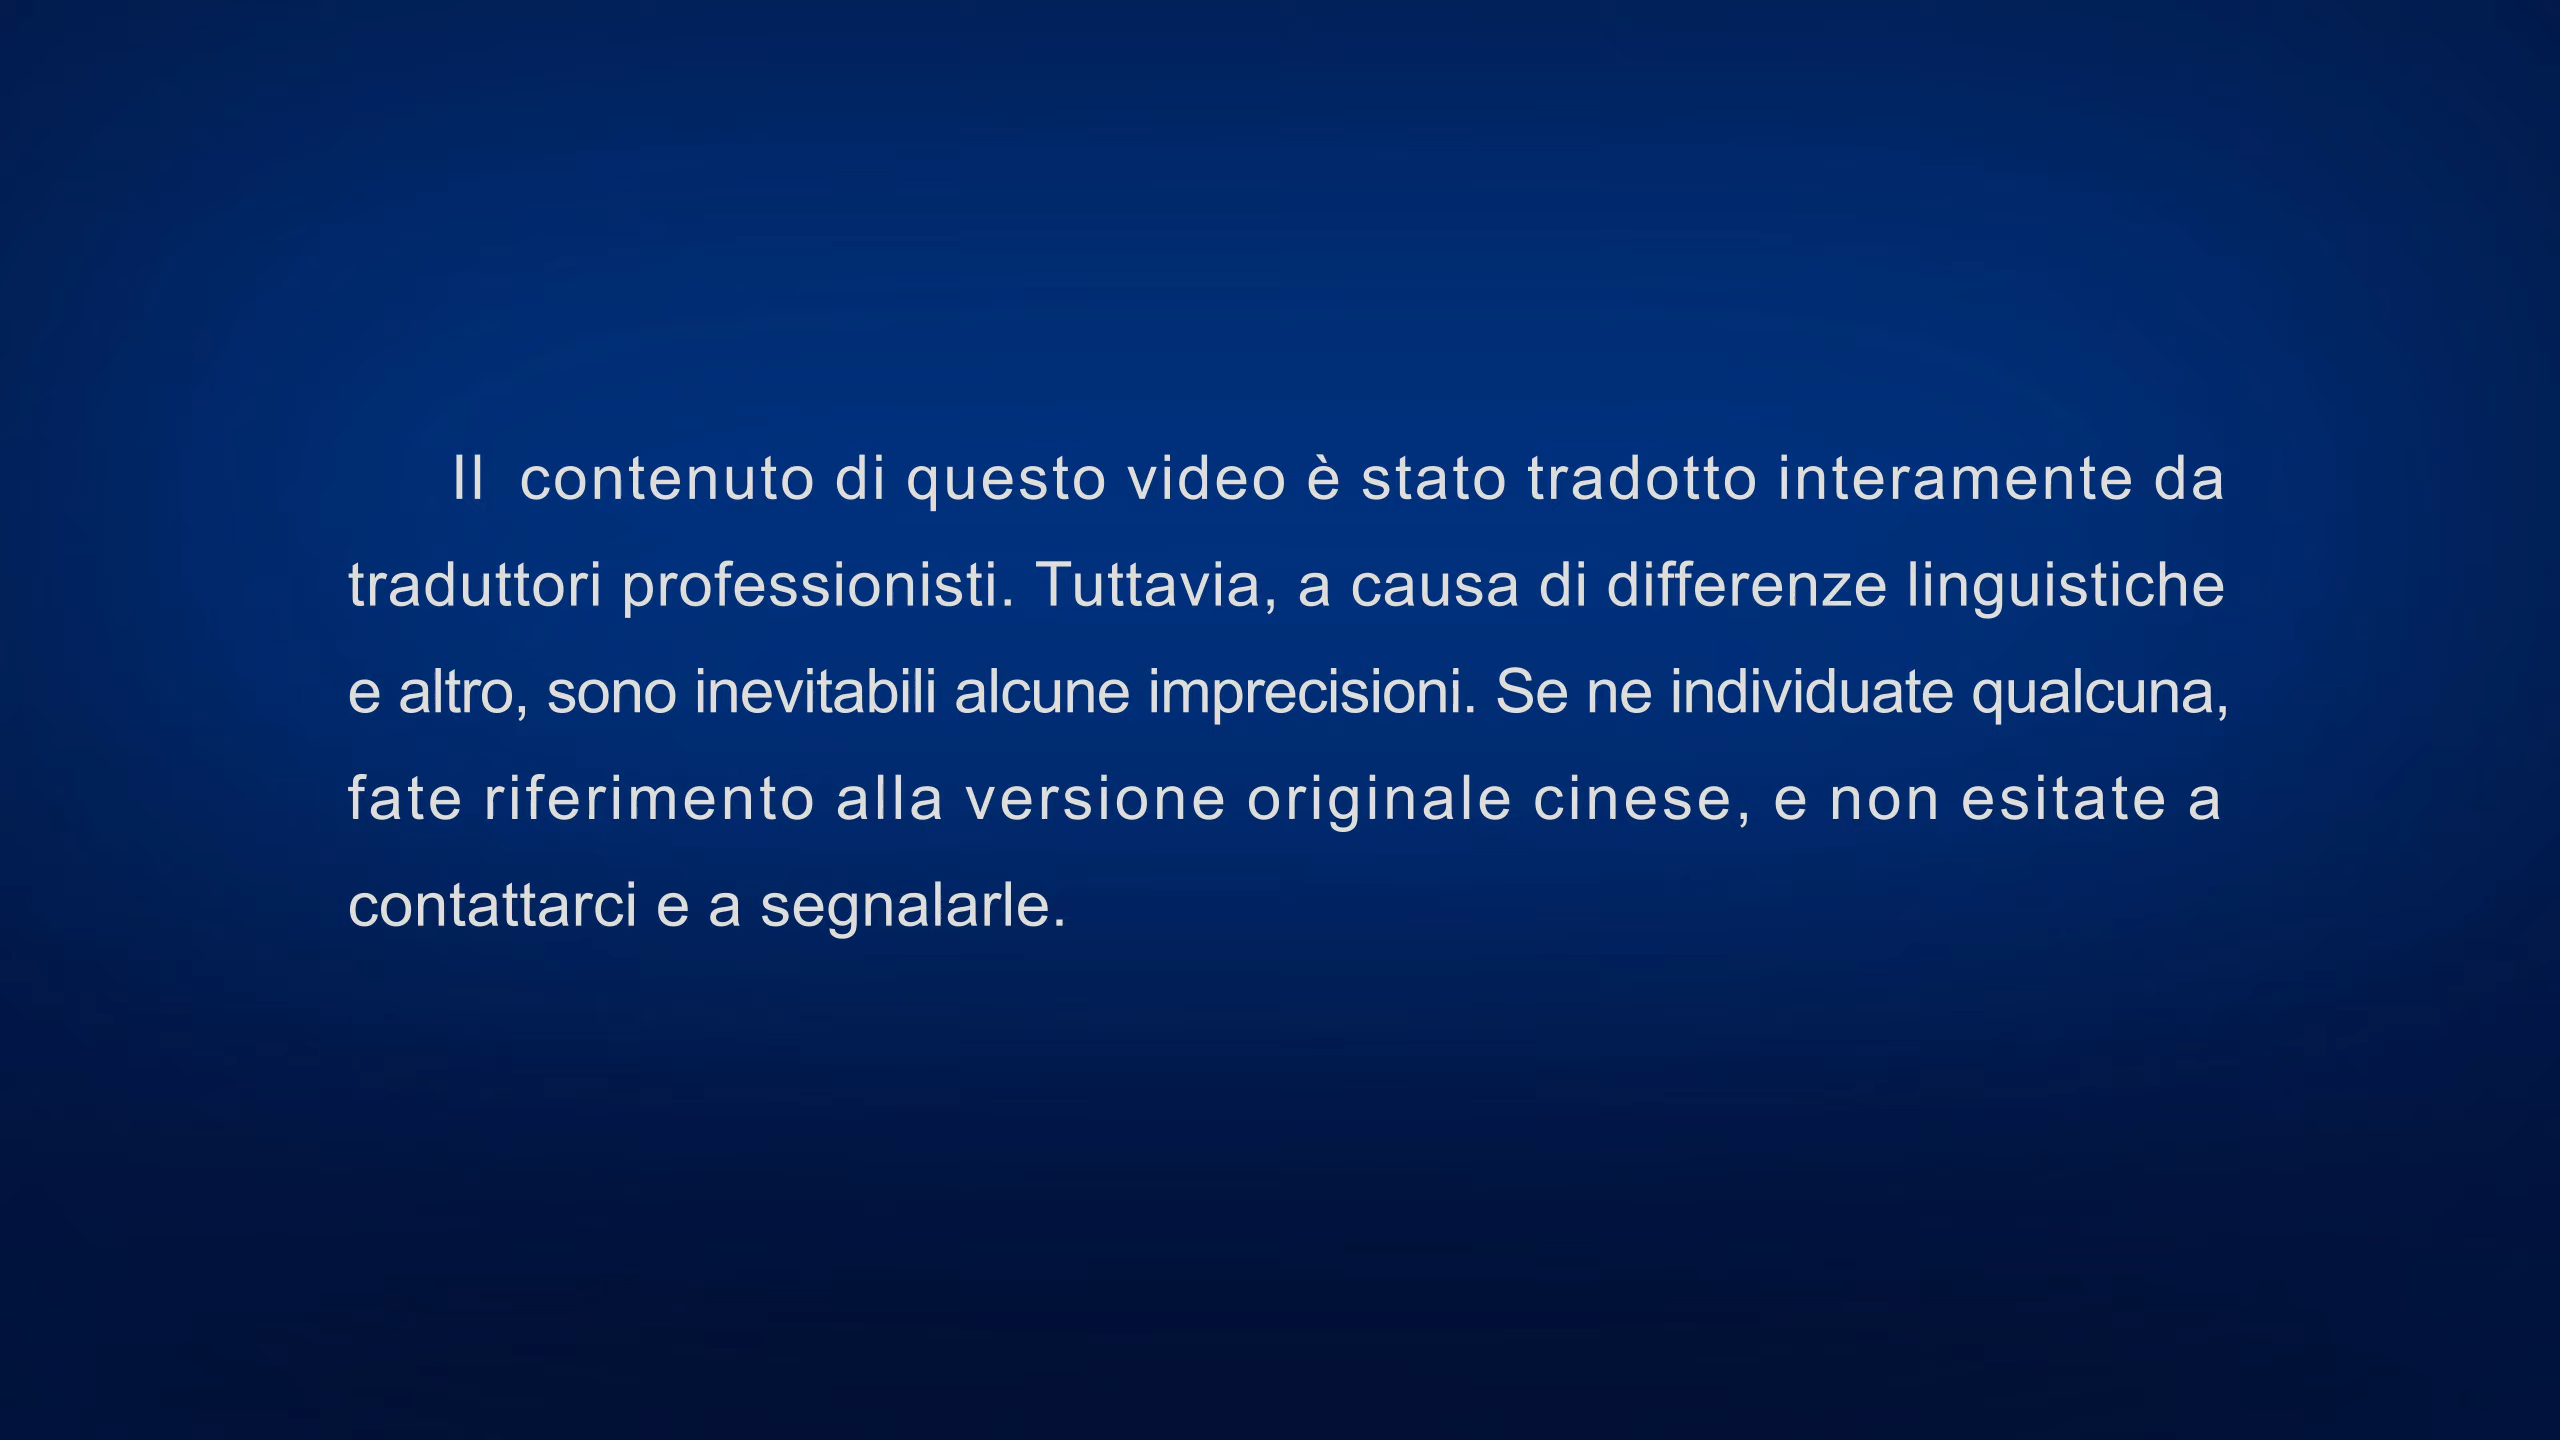 Il contenuto di questo video è stato tradotto interamente da
traduttori professionisti. Tuttavia, a causa di differenze linguistiche
e altro, sono inevitabili alcune imprecisioni. Se ne individuate qualcuna,
fate riferimento alla versione originale cinese, e non esitate a
contattarci e a segnalarle.